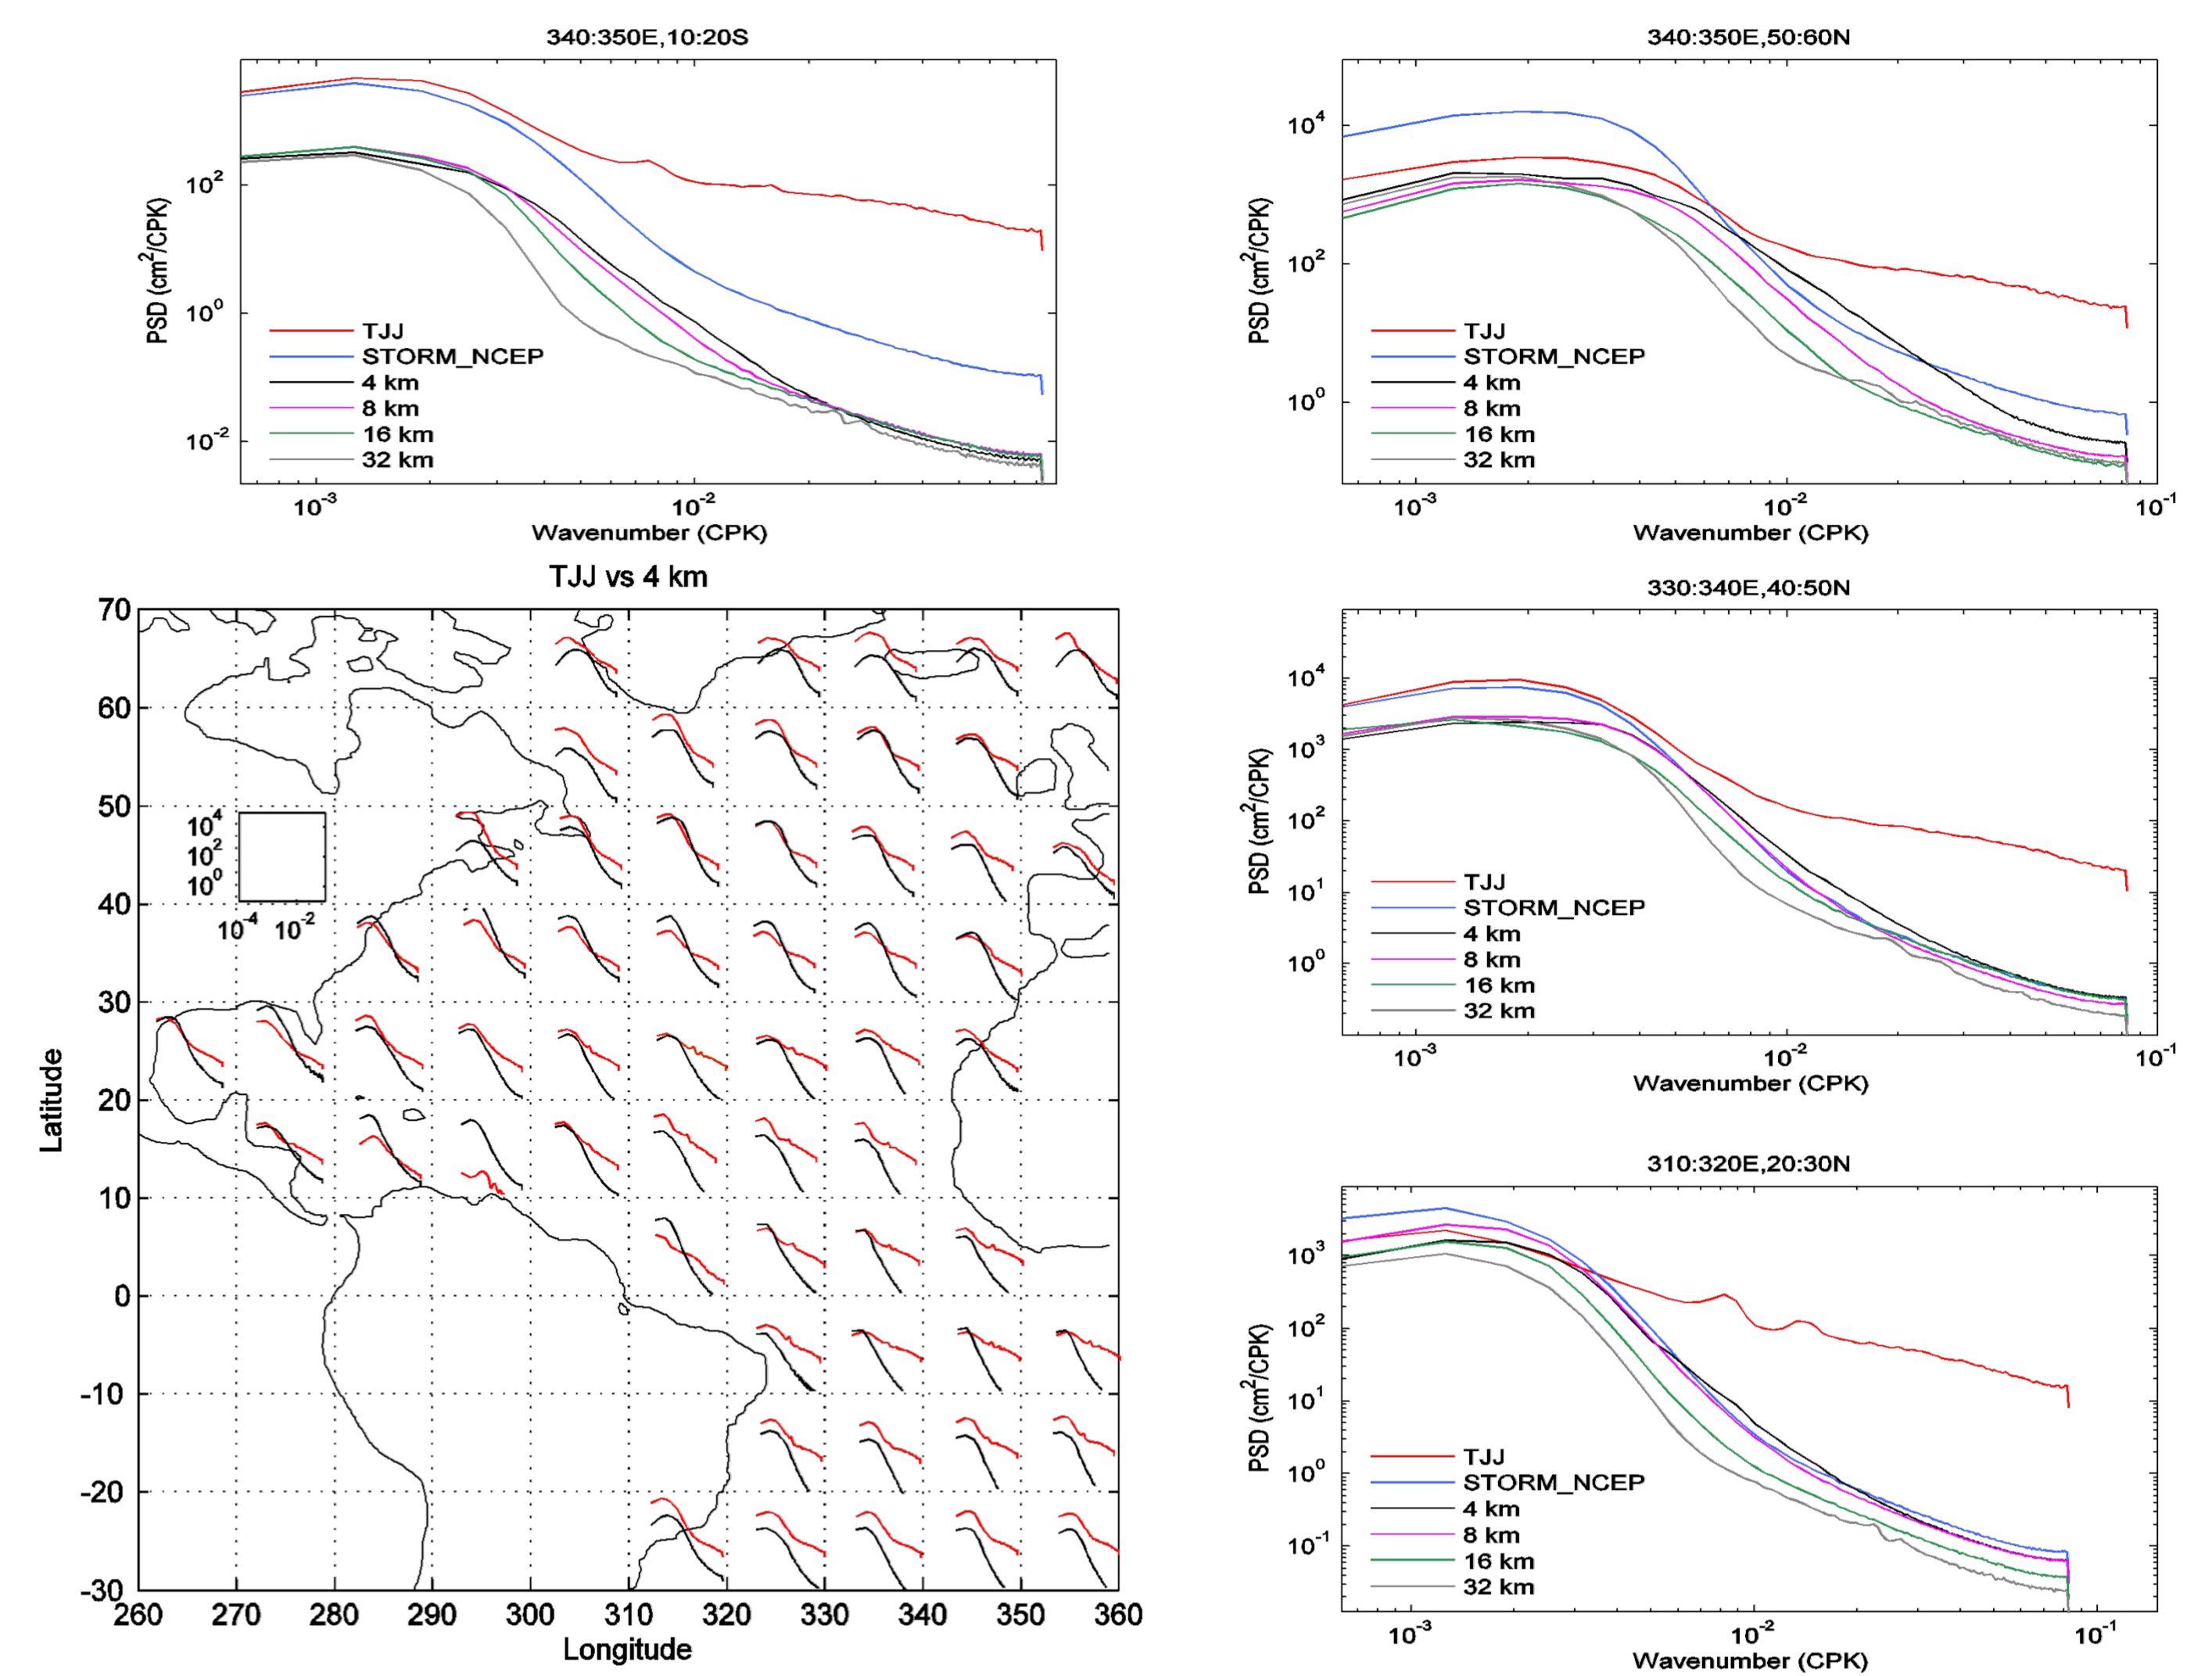 340:350E,10:20S
PSD (cm²/CPK)
10²
10⁰
10⁻²
TJJ
STORM_NCEP
4 km
8 km
16 km
32 km
10⁻³ 10⁻²
Wavenumber (CPK)
340:350E,50:60N
PSD (cm²/CPK)
10⁴
10²
10⁰
TJJ
STORM_NCEP
4 km
8 km
16 km
32 km
10⁻³ 10⁻² 10⁻¹
Wavenumber (CPK)
TJJ vs 4 km
Latitude
70
60
50
40
30
20
10
0
-10
-20
-30
10⁴
10²
10⁰
10⁻⁴ 10⁻²
260 270 280 290 300 310 320 330 340 350 360
Longitude
330:340E,40:50N
PSD (cm²/CPK)
10⁴
10³
10²
10¹
10⁰
TJJ
STORM_NCEP
4 km
8 km
16 km
32 km
10⁻³ 10⁻² 10⁻¹
Wavenumber (CPK)
310:320E,20:30N
PSD (cm²/CPK)
10³
10²
10¹
10⁰
10⁻¹
TJJ
STORM_NCEP
4 km
8 km
16 km
32 km
10⁻³ 10⁻² 10⁻¹
Wavenumber (CPK)